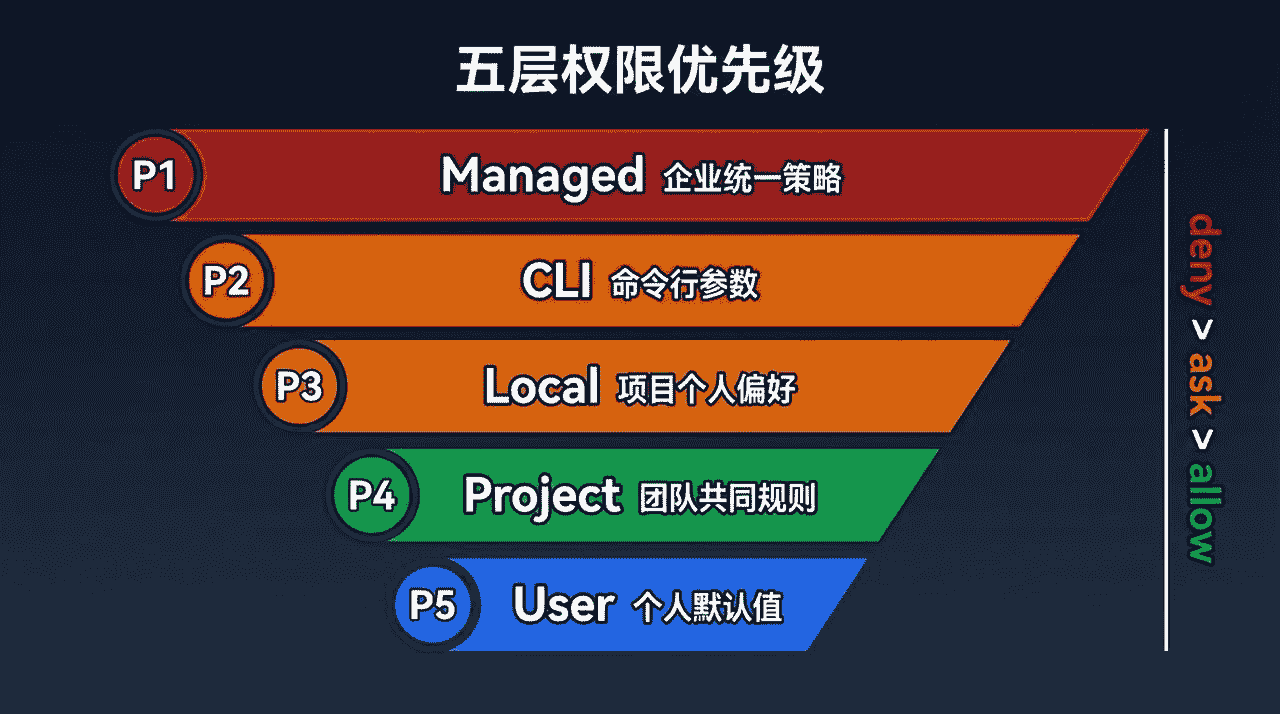 五层权限优先级
P1 Managed 企业统一策略
P2 CLI 命令行参数
P3 Local 项目个人偏好
P4 Project 团队共同规则
P5 User 个人默认值
deny > ask > allow